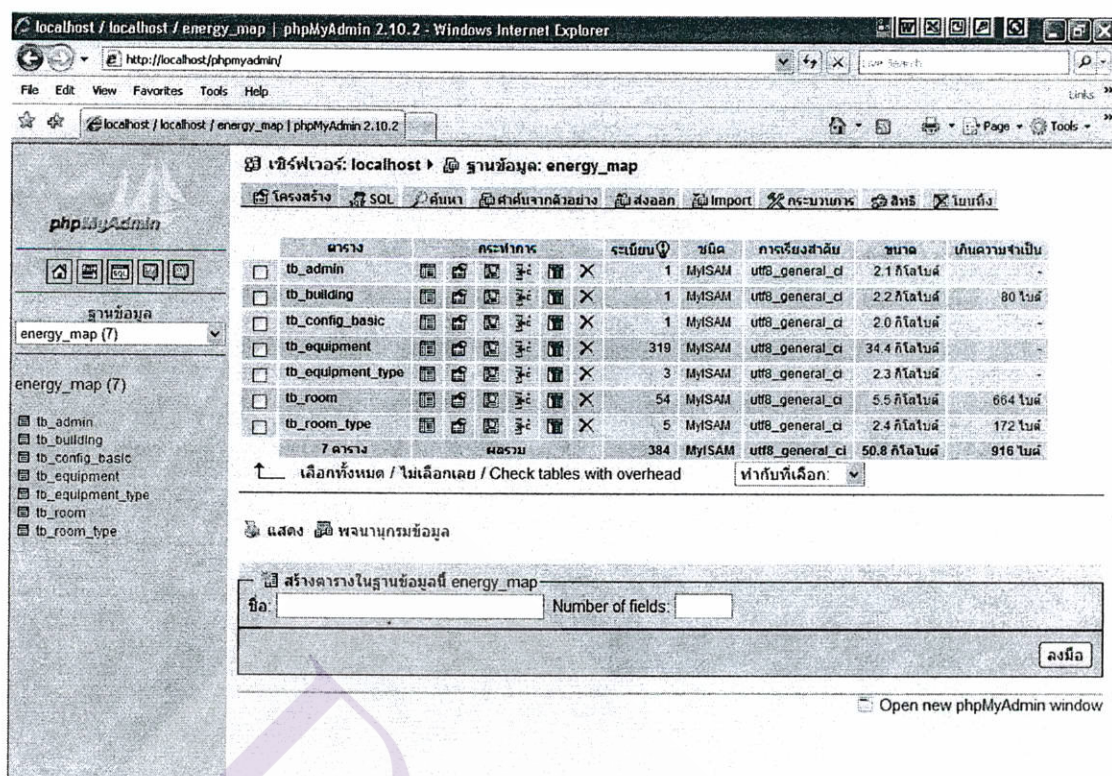 localhost / localhost / energy_map | phpMyAdmin 2.10.2 - Windows Internet Explorer
http://localhost/phpmyadmin/
Live Search
File Edit View Favorites Tools Help
Links
localhost / localhost / energy_map | phpMyAdmin 2.10.2
Page Tools
phpMyAdmin
ฐานข้อมูล
energy_map (7)
energy_map (7)
tb_admin
tb_building
tb_config_basic
tb_equipment
tb_equipment_type
tb_room
tb_room_type
เซิร์ฟเวอร์: localhost ▸ ฐานข้อมูล: energy_map
โครงสร้าง SQL ค้นหา คำค้นจากตัวอย่าง ส่งออก Import กระบวนการ สิทธิ โยนทิ้ง
ตาราง กระทำการ ระเบียน ชนิด การเรียงลำดับ ขนาด เกินความจำเป็น
tb_admin 1 MyISAM utf8_general_ci 2.1 กิโลไบต์ -
tb_building 1 MyISAM utf8_general_ci 2.2 กิโลไบต์ 80 ไบต์
tb_config_basic 1 MyISAM utf8_general_ci 2.0 กิโลไบต์ -
tb_equipment 319 MyISAM utf8_general_ci 34.4 กิโลไบต์ -
tb_equipment_type 3 MyISAM utf8_general_ci 2.3 กิโลไบต์ -
tb_room 54 MyISAM utf8_general_ci 5.5 กิโลไบต์ 664 ไบต์
tb_room_type 5 MyISAM utf8_general_ci 2.4 กิโลไบต์ 172 ไบต์
7 ตาราง ผลรวม 384 MyISAM utf8_general_ci 50.8 กิโลไบต์ 916 ไบต์
เลือกทั้งหมด / ไม่เลือกเลย / Check tables with overhead ทำกับที่เลือก:
แสดง พจนานุกรมข้อมูล
สร้างตารางในฐานข้อมูลนี้ energy_map
ชื่อ: Number of fields:
ลงมือ
Open new phpMyAdmin window